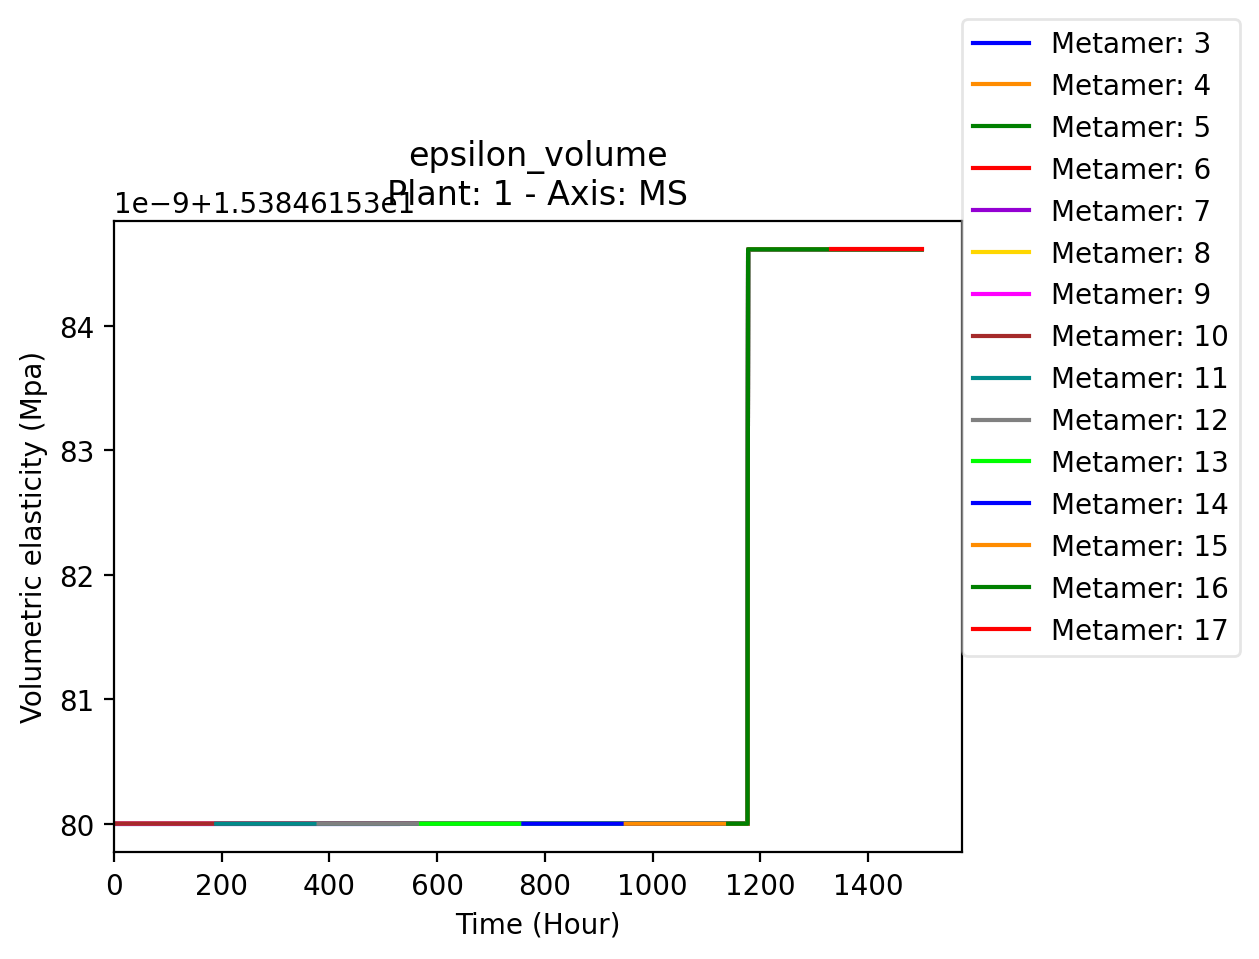 epsilon_volume
Plant: 1 - Axis: MS
1e−9+1.53846153e1
84
83
82
81
80
Volumetric elasticity (Mpa)
0 200 400 600 800 1000 1200 1400
Time (Hour)
Metamer: 3
Metamer: 4
Metamer: 5
Metamer: 6
Metamer: 7
Metamer: 8
Metamer: 9
Metamer: 10
Metamer: 11
Metamer: 12
Metamer: 13
Metamer: 14
Metamer: 15
Metamer: 16
Metamer: 17